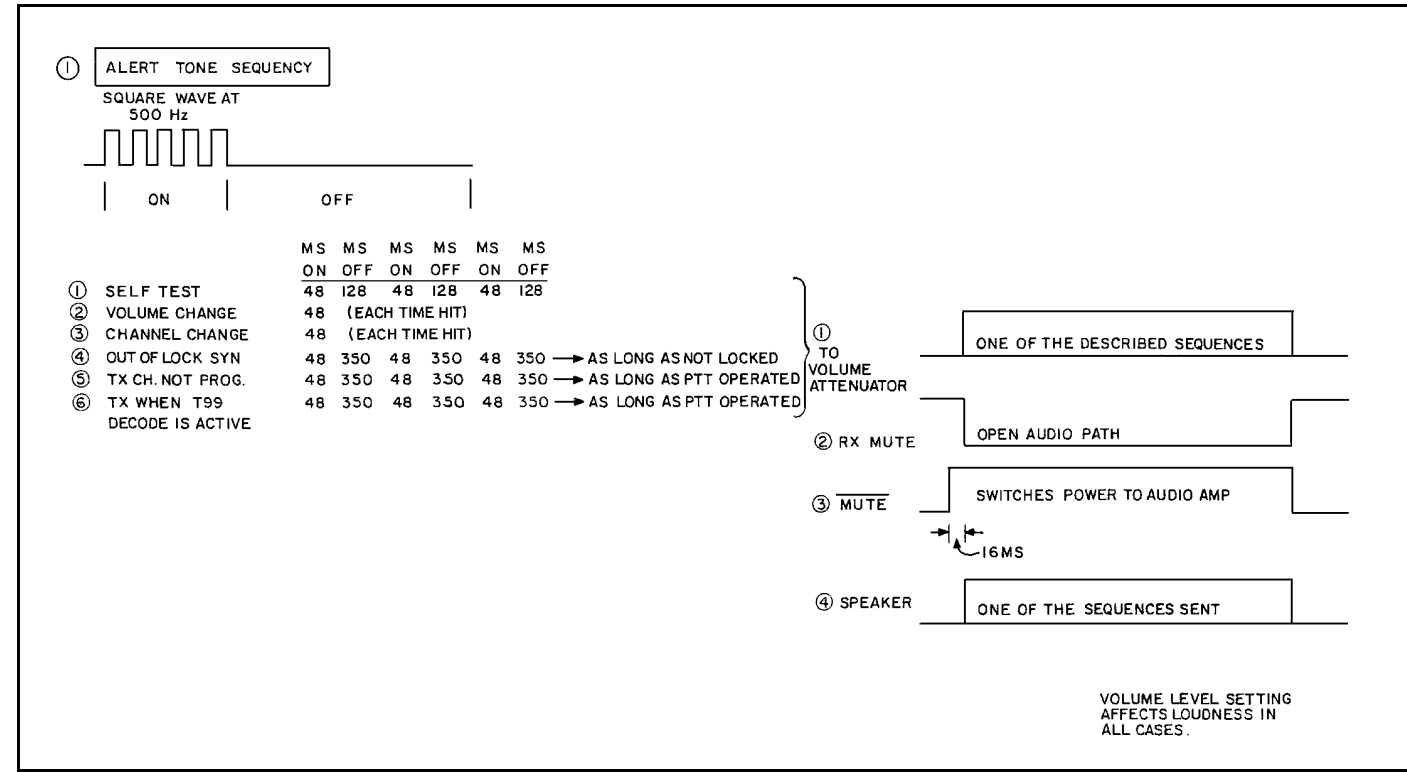 ① ALERT TONE SEQUENCY
SQUARE WAVE AT
500 Hz
ON OFF
MS MS MS MS MS MS
ON OFF ON OFF ON OFF
① SELF TEST 48 128 48 128 48 128
② VOLUME CHANGE 48 (EACH TIME HIT)
③ CHANNEL CHANGE 48 (EACH TIME HIT)
④ OUT OF LOCK SYN 48 350 48 350 48 350 → AS LONG AS NOT LOCKED
⑤ TX CH. NOT PROG. 48 350 48 350 48 350 → AS LONG AS PTT OPERATED
⑥ TX WHEN T99 48 350 48 350 48 350 → AS LONG AS PTT OPERATED
DECODE IS ACTIVE
①
TO
VOLUME
ATTENUATOR
ONE OF THE DESCRIBED SEQUENCES
② RX MUTE OPEN AUDIO PATH
③ MUTE SWITCHES POWER TO AUDIO AMP
16MS
④ SPEAKER ONE OF THE SEQUENCES SENT
VOLUME LEVEL SETTING
AFFECTS LOUDNESS IN
ALL CASES.